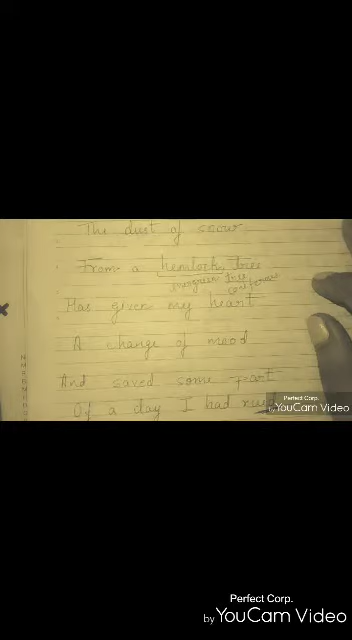 The dust of snow
From a hemlock tree
evergreen tree
coniferous
Has given my heart
A change of mood
And saved some part
Of a day I had
Perfect Corp.
by YouCam Video
Perfect Corp.
by YouCam Video